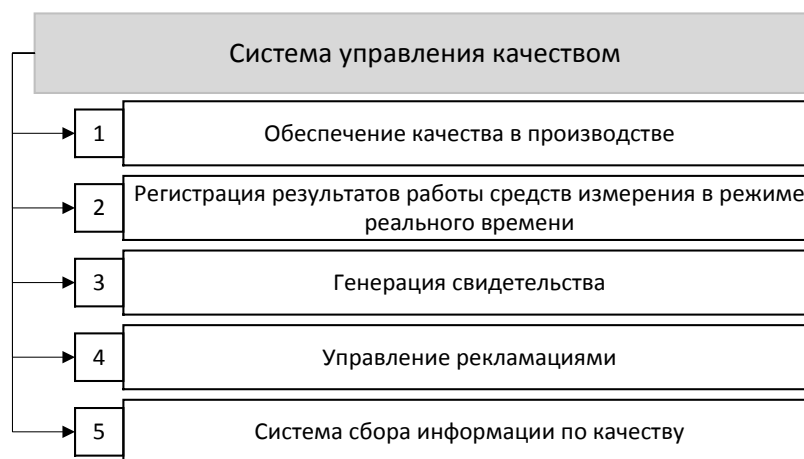 Система управления качеством
1 Обеспечение качества в производстве
2 Регистрация результатов работы средств измерения в режиме
реального времени
3 Генерация свидетельства
4 Управление рекламациями
5 Система сбора информации по качеству